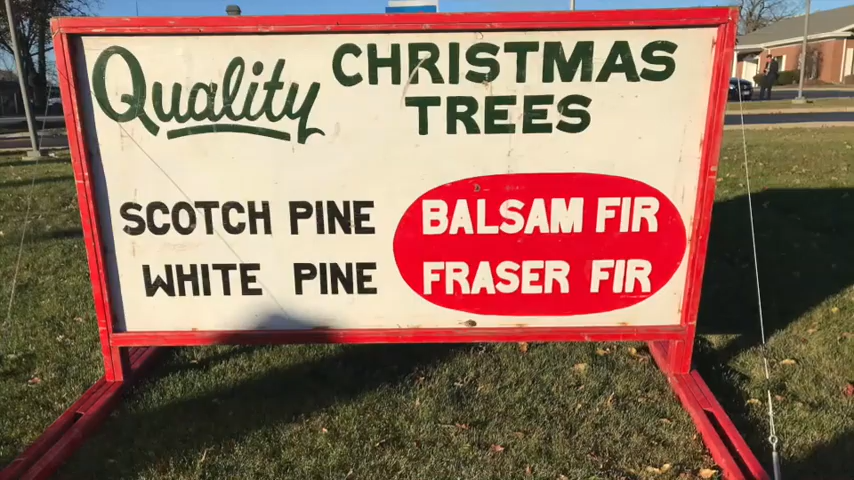 Quality CHRISTMAS
TREES
SCOTCH PINE
WHITE PINE
BALSAM FIR
FRASER FIR